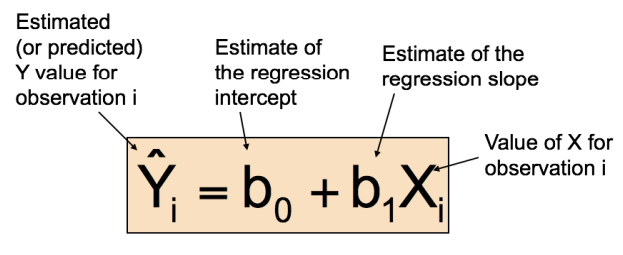 Estimated
(or predicted)
Y value for
observation i
Estimate of
the regression
intercept
Estimate of the
regression slope
Value of X for
observation i
Ŷᵢ = b₀ + b₁Xᵢ